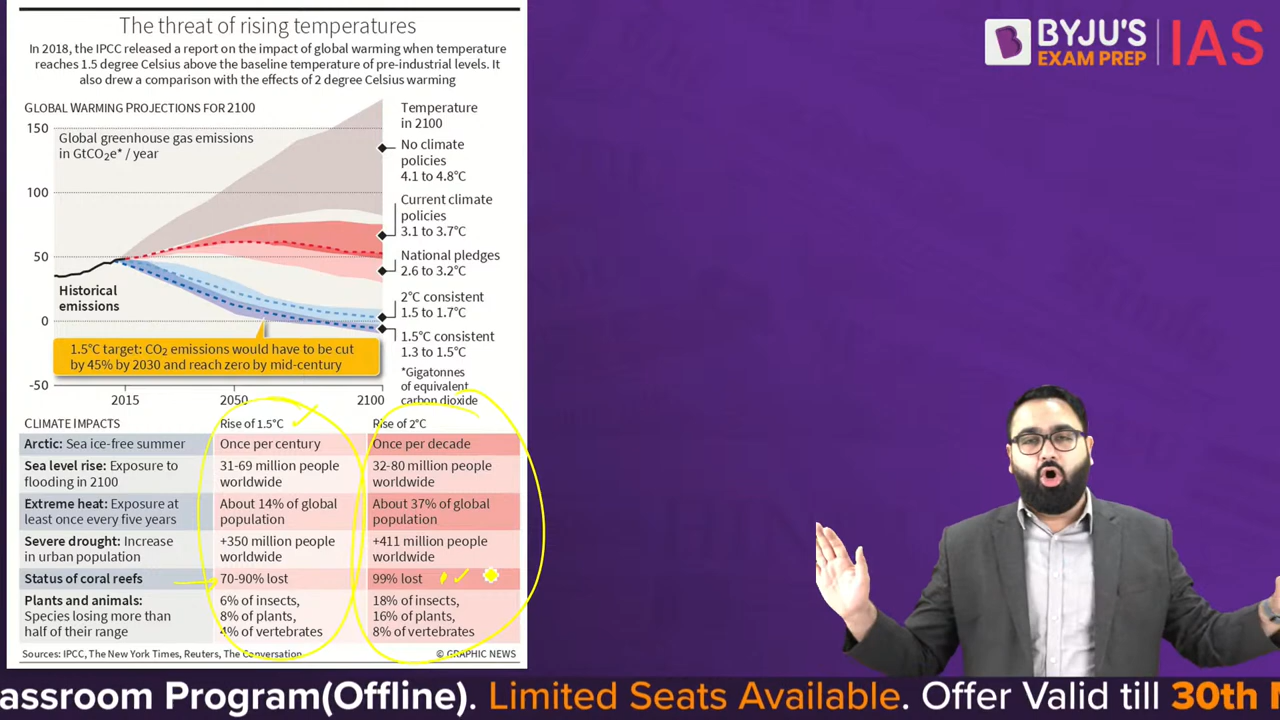 The threat of rising temperatures
In 2018, the IPCC released a report on the impact of global warming when temperature
reaches 1.5 degree Celsius above the baseline temperature of pre-industrial levels. It
also drew a comparison with the effects of 2 degree Celsius warming
GLOBAL WARMING PROJECTIONS FOR 2100
150
Global greenhouse gas emissions
in GtCO₂e* / year
100
50
Historical
emissions
0
1.5°C target: CO₂ emissions would have to be cut
by 45% by 2030 and reach zero by mid-century
-50
2015 2050 2100
Temperature
in 2100
No climate
policies
4.1 to 4.8°C
Current climate
policies
3.1 to 3.7°C
National pledges
2.6 to 3.2°C
2°C consistent
1.5 to 1.7°C
1.5°C consistent
1.3 to 1.5°C
*Gigatonnes
of equivalent
carbon dioxide
CLIMATE IMPACTS Rise of 1.5°C Rise of 2°C
Arctic: Sea ice-free summer Once per century Once per decade
Sea level rise: Exposure to 31-69 million people 32-80 million people
flooding in 2100 worldwide worldwide
Extreme heat: Exposure at About 14% of global About 37% of global
least once every five years population population
Severe drought: Increase +350 million people +411 million people
in urban population worldwide worldwide
Status of coral reefs 70-90% lost 99% lost
Plants and animals: 6% of insects, 18% of insects,
Species losing more than 8% of plants, 16% of plants,
half of their range 4% of vertebrates 8% of vertebrates
Sources: IPCC, The New York Times, Reuters, The Conversation © GRAPHIC NEWS
BYJU'S
EXAM PREP
IAS
assroom Program(Offline). Limited Seats Available. Offer Valid till 30th